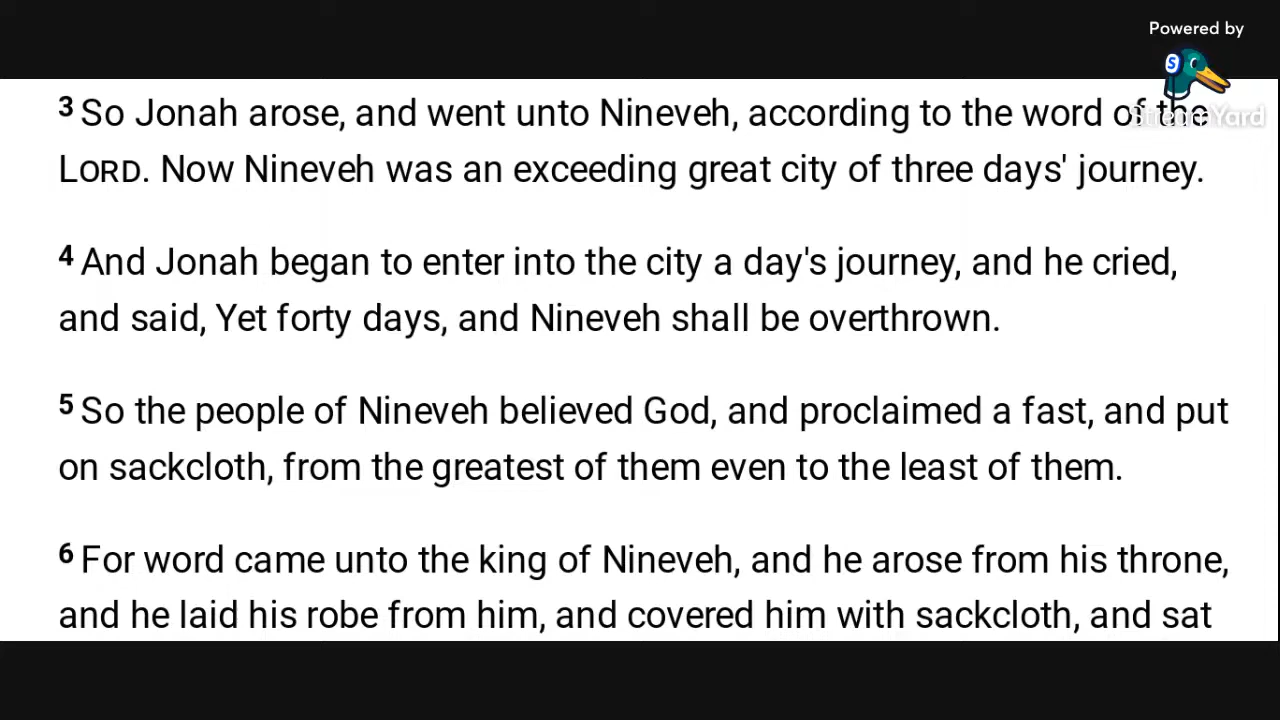 Powered by
StreamYard
3 So Jonah arose, and went unto Nineveh, according to the word of the
LORD. Now Nineveh was an exceeding great city of three days' journey.
4 And Jonah began to enter into the city a day's journey, and he cried,
and said, Yet forty days, and Nineveh shall be overthrown.
5 So the people of Nineveh believed God, and proclaimed a fast, and put
on sackcloth, from the greatest of them even to the least of them.
6 For word came unto the king of Nineveh, and he arose from his throne,
and he laid his robe from him, and covered him with sackcloth, and sat